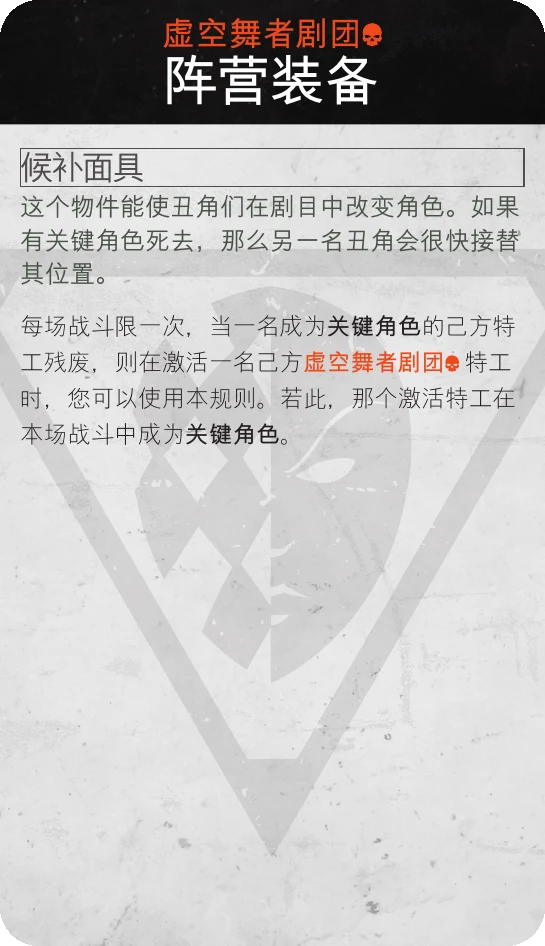 虚空舞者剧团
阵营装备
候补面具
这个物件能使丑角们在剧目中改变角色。如果
有关键角色死去，那么另一名丑角会很快接替
其位置。
每场战斗限一次，当一名成为关键角色的己方特
工残废，则在激活一名己方虚空舞者剧团特工
时，您可以使用本规则。若此，那个激活特工在
本场战斗中成为关键角色。